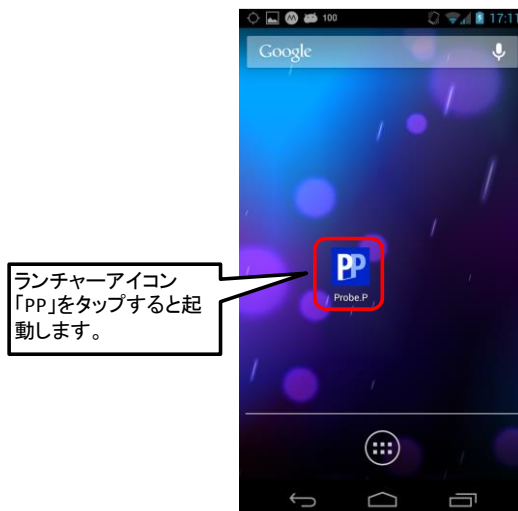 100 17:11
Google
ランチャーアイコン
「PP」をタップすると起
動します。
PP
Probe.P